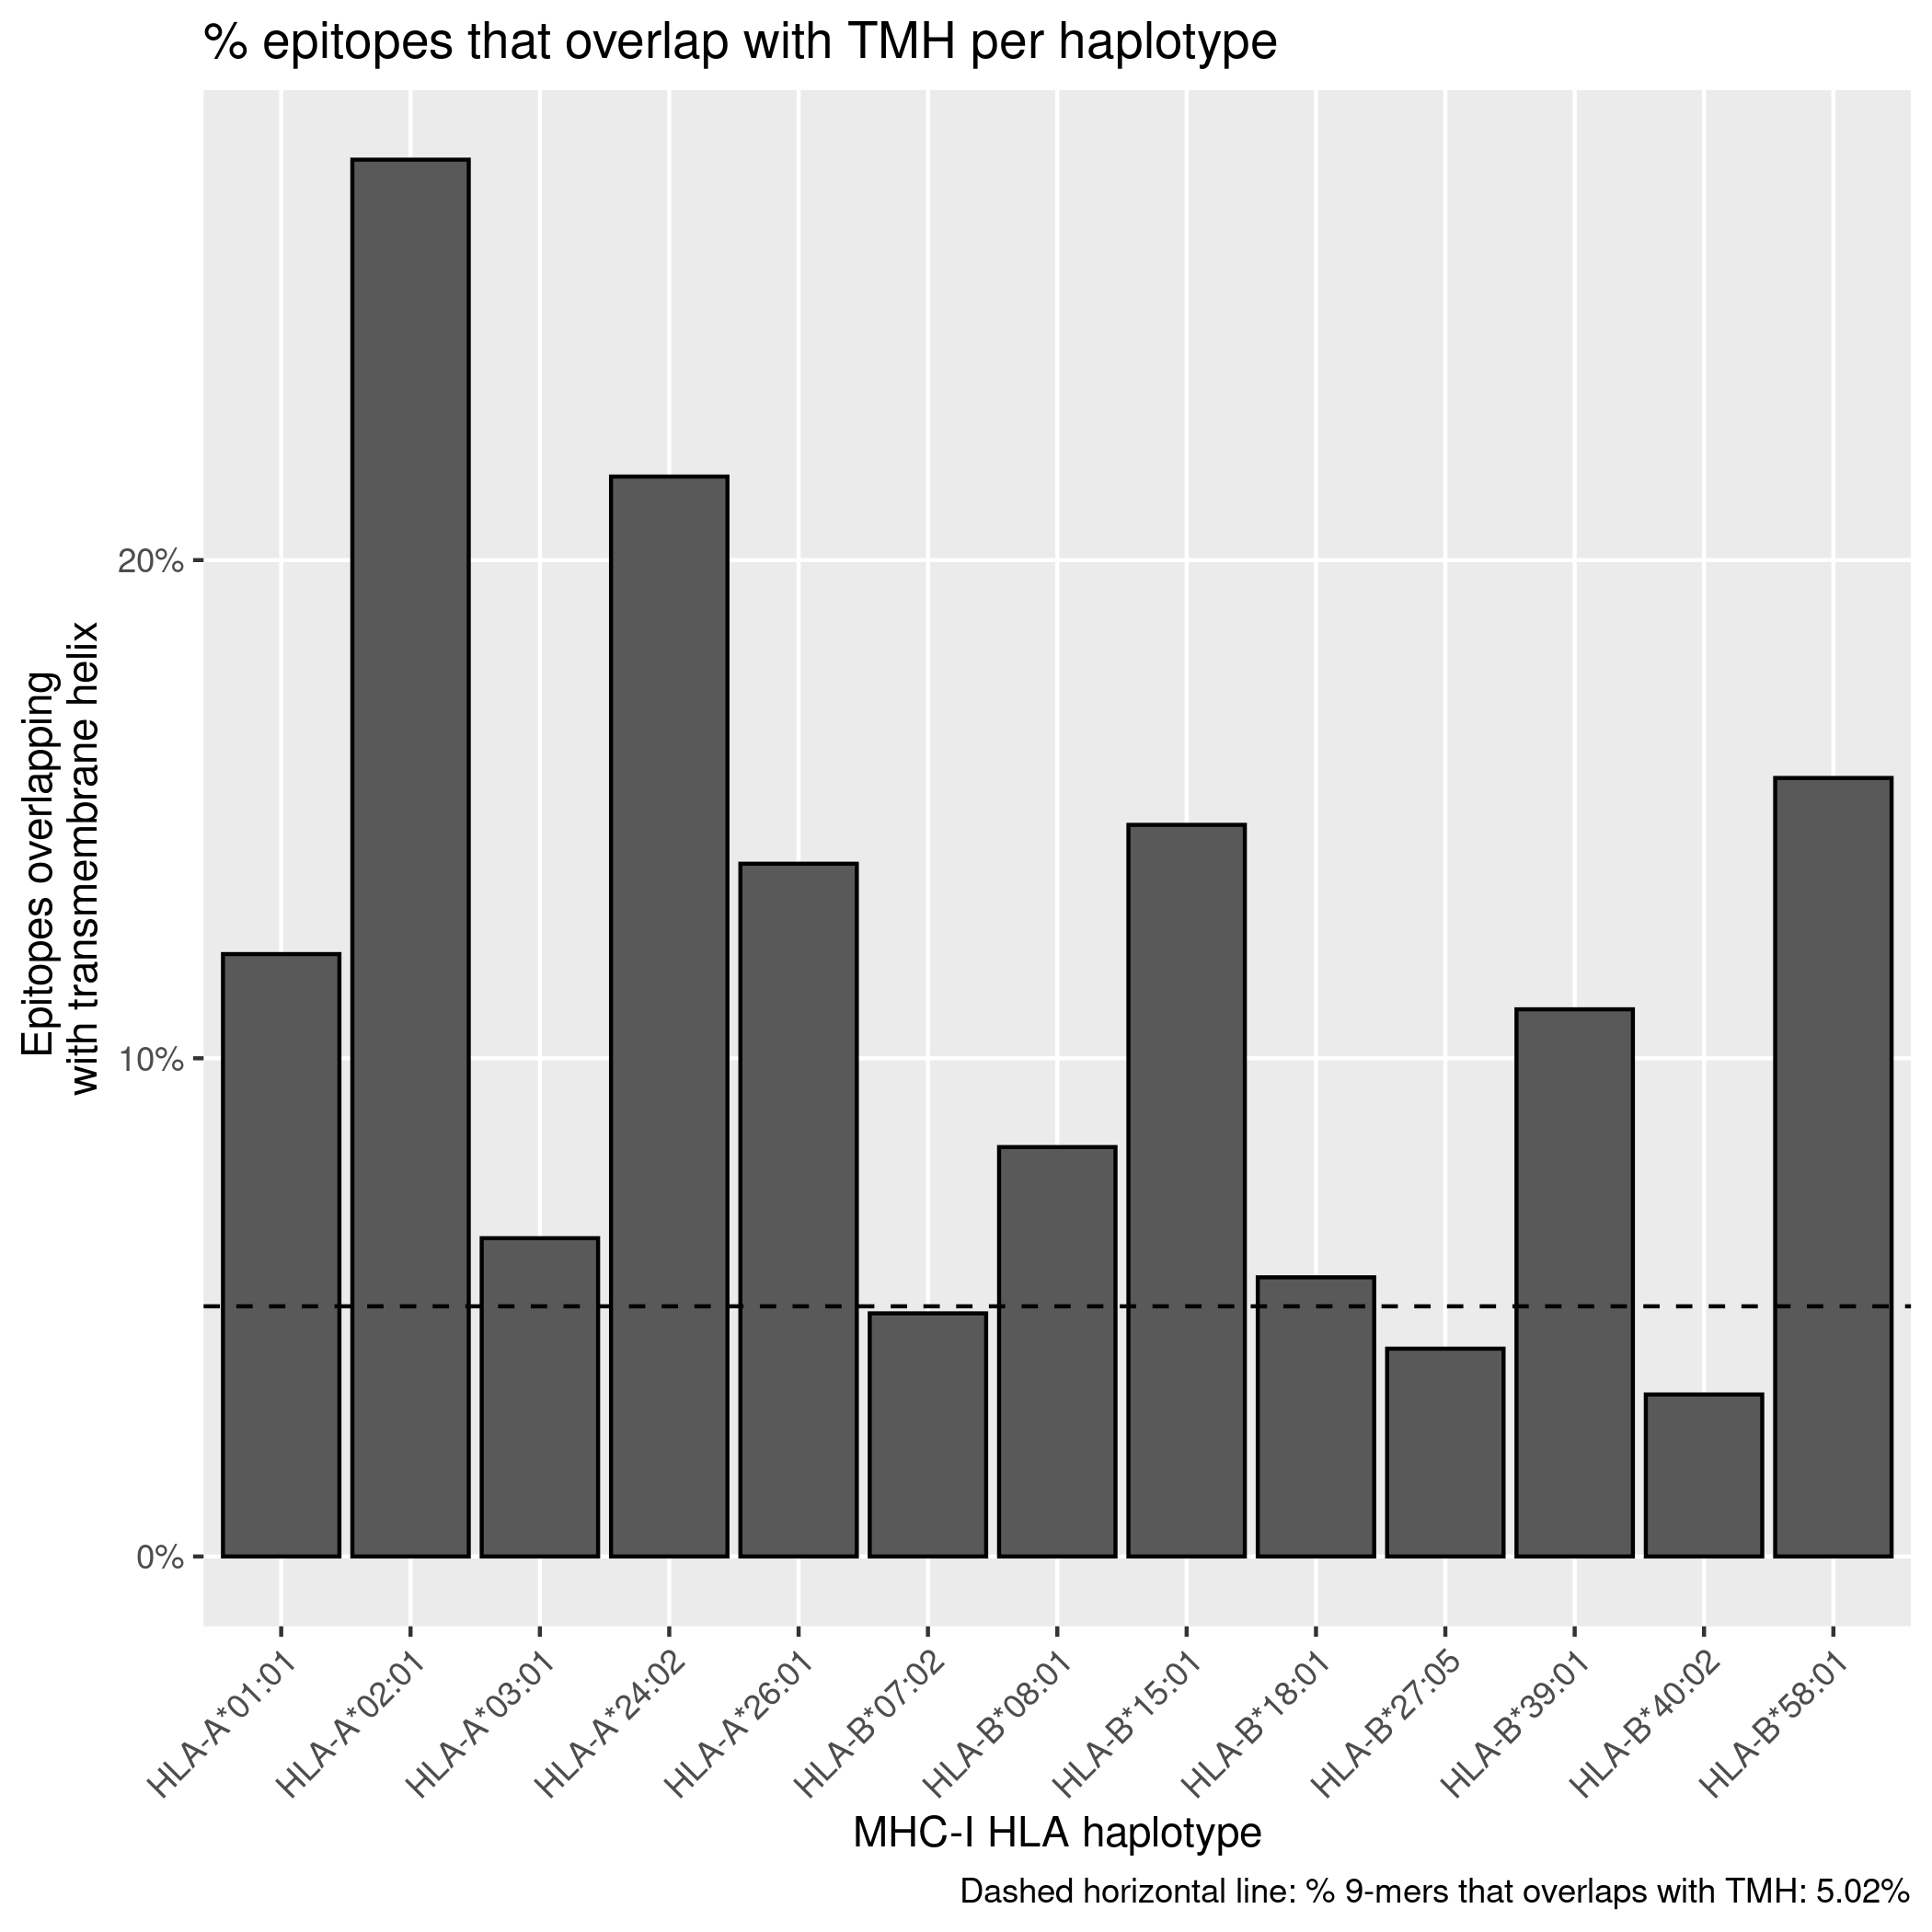 % epitopes that overlap with TMH per haplotype
Epitopes overlapping
with transmembrane helix
20%
10%
0%
HLA-A*01:01
HLA-A*02:01
HLA-A*03:01
HLA-A*24:02
HLA-A*26:01
HLA-B*07:02
HLA-B*08:01
HLA-B*15:01
HLA-B*18:01
HLA-B*27:05
HLA-B*39:01
HLA-B*40:02
HLA-B*58:01
MHC-I HLA haplotype
Dashed horizontal line: % 9-mers that overlaps with TMH: 5.02%